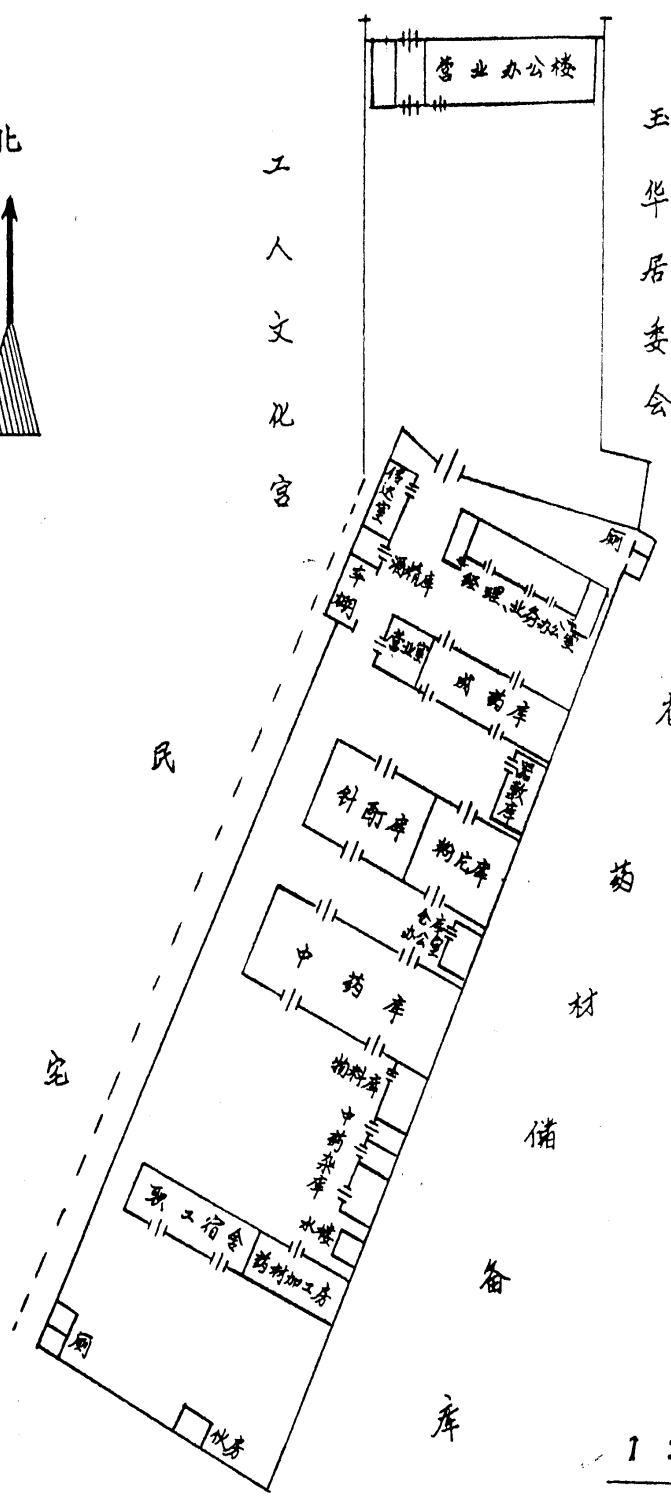 营业办公楼
北
工人文化宫
玉华居委会
传达室
厕
酒精库
车棚
经理、业务办公室
营业室
成药库
器数库
民宅
针酊库
粉片库
仓库办公室
中药库
药材储备库
物料库
中药杂库
水楼
职工宿舍
药材加工房
厕
伙房
1: